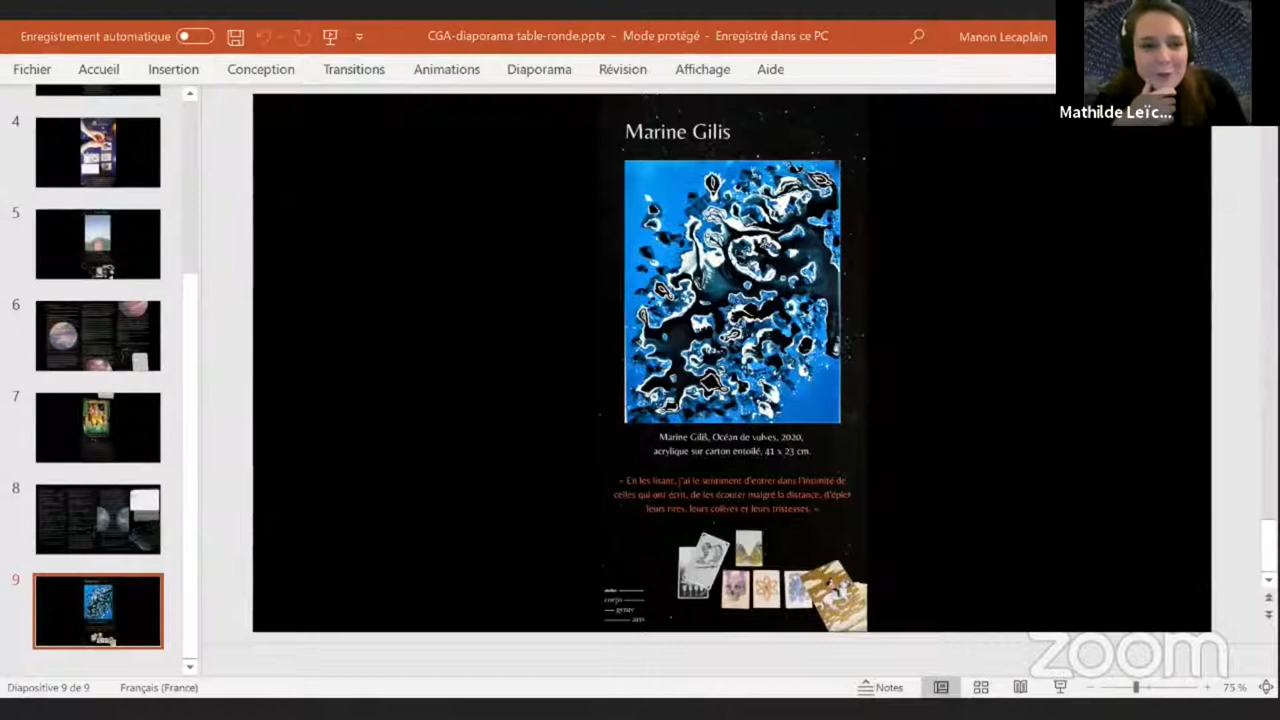 Enregistrement automatique
CGA-diaporama table-ronde.pptx - Mode protégé - Enregistré dans ce PC
Manon Lecaplain
Fichier Accueil Insertion Conception Transitions Animations Diaporama Révision Affichage Aide
Mathilde Leïc...
4
5
6
7
8
9
Marine Gilis
Marine Gilis, Océan de vulves, 2020,
acrylique sur carton entoilé, 41 x 23 cm.
« En les lisant, j'ai le sentiment d'entrer dans l'intimité de
celles qui ont écrit, de les écouter malgré la distance, d'épier
leurs rires, leurs colères et leurs tristesses. »
corps
genre
arts
zoom
Diapositive 9 de 9 Français (France) Notes 75 %